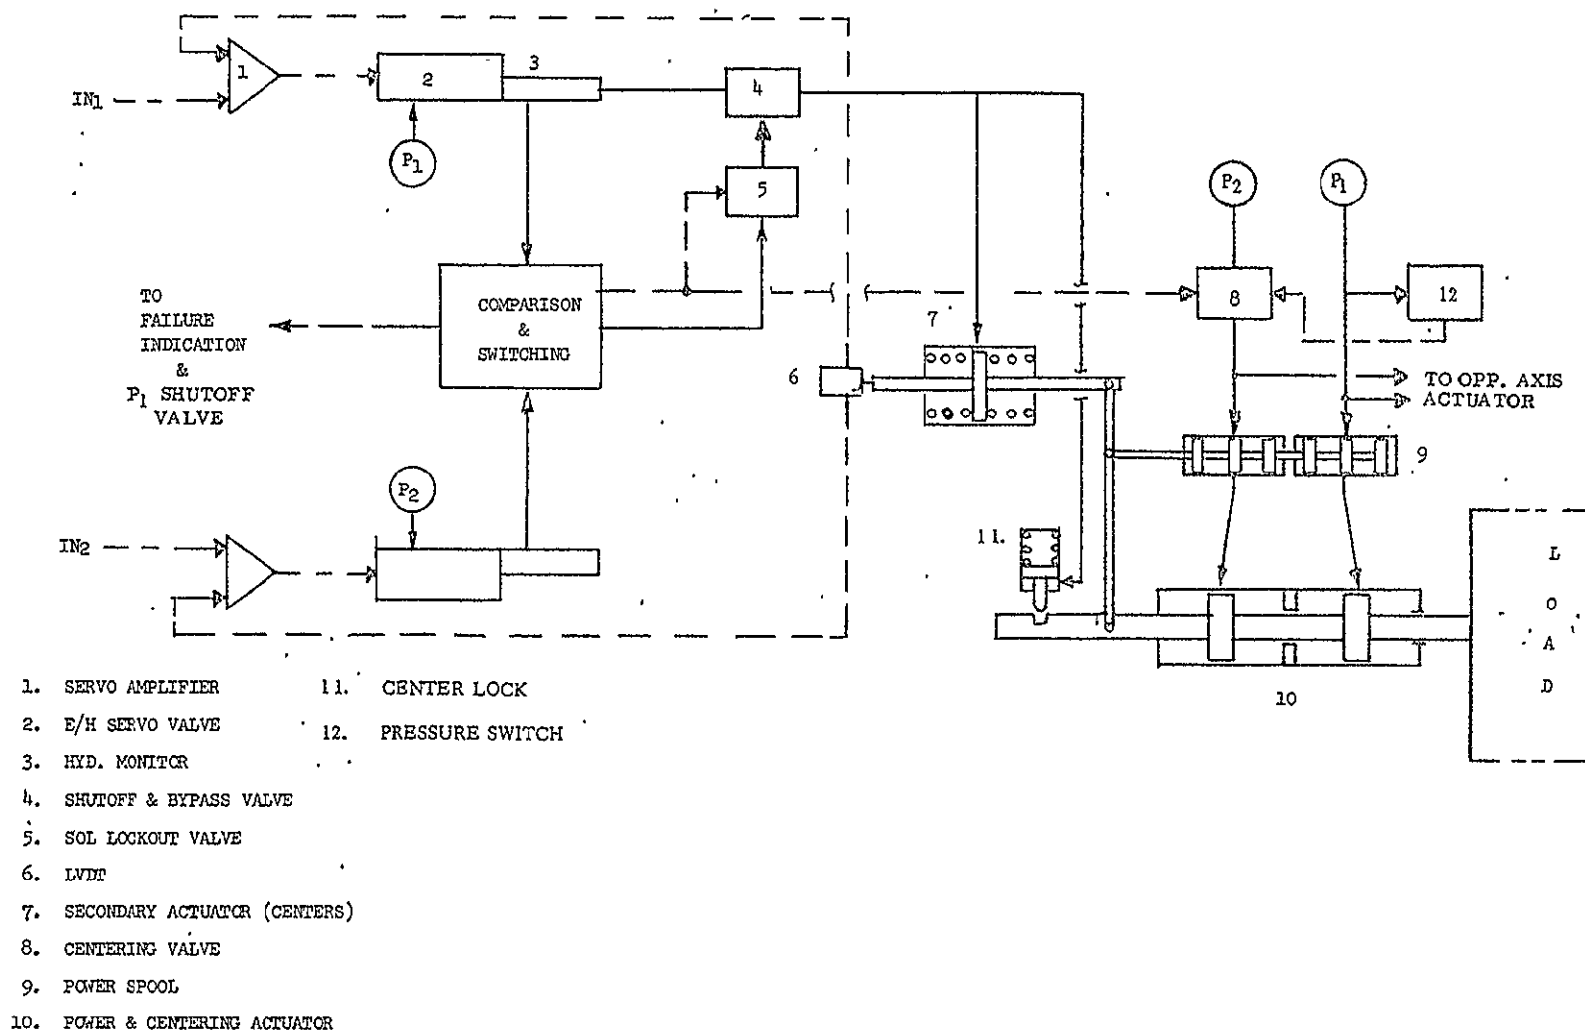 1
2
3
4
IN1
P1
5
P2
P1
8
12
COMPARISON
&
SWITCHING
TO
FAILURE
INDICATION
&
P1 SHUTOFF
VALVE
7
6
TO OPP. AXIS
ACTUATOR
9
P2
IN2
11.
L
O
A
D
10
1. SERVO AMPLIFIER
2. E/H SERVO VALVE
3. HYD. MONITOR
4. SHUTOFF & BYPASS VALVE
5. SOL LOCKOUT VALVE
6. LVDT
7. SECONDARY ACTUATOR (CENTERS)
8. CENTERING VALVE
9. POWER SPOOL
10. POWER & CENTERING ACTUATOR
11. CENTER LOCK
12. PRESSURE SWITCH